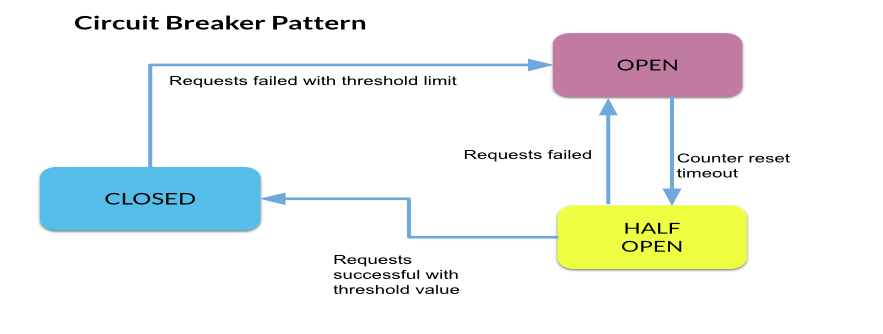 Circuit Breaker Pattern
OPEN
Requests failed with threshold limit
Requests failed
Counter reset
timeout
CLOSED
HALF
OPEN
Requests
successful with
threshold value